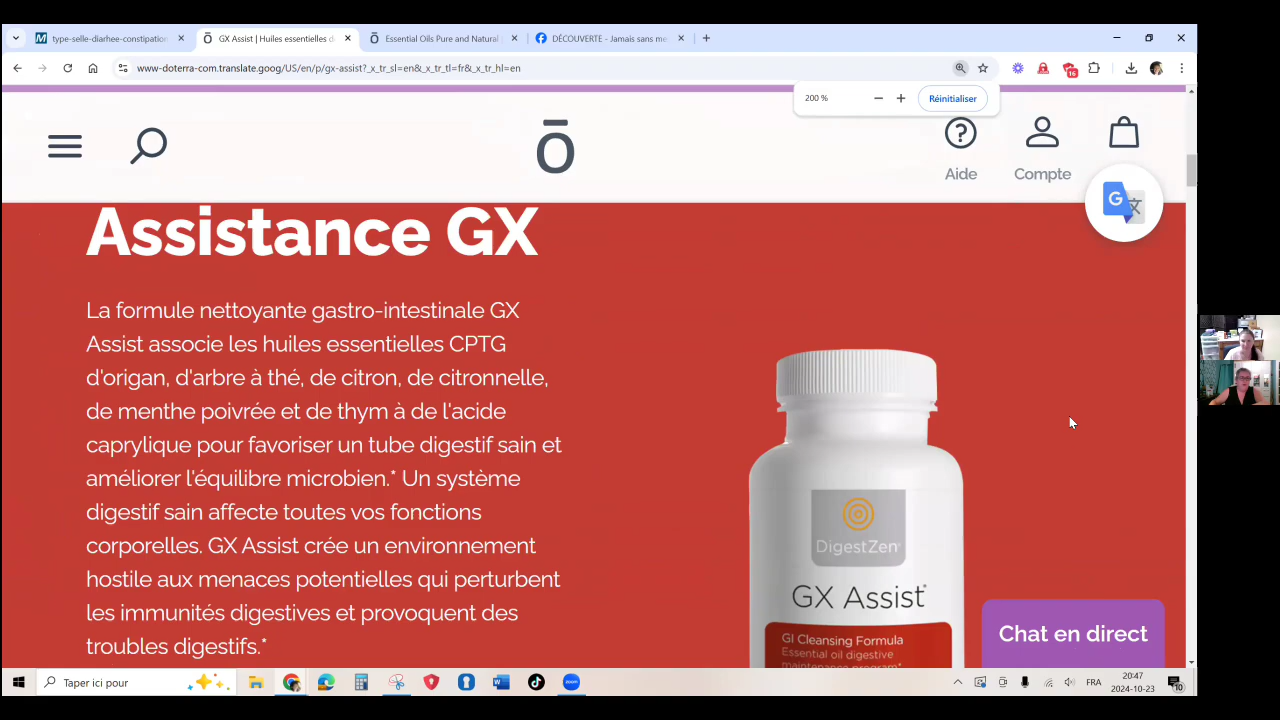 type-selle-diarhee-constipation
GX Assist | Huiles essentielles d
Essential Oils Pure and Natural |
DÉCOUVERTE - Jamais sans me
www-doterra-com.translate.goog/US/en/p/gx-assist?_x_tr_sl=en&_x_tr_tl=fr&_x_tr_hl=en
16
200 %
Réinitialiser
ō
Aide
Compte
G
Assistance GX
La formule nettoyante gastro-intestinale GX
Assist associe les huiles essentielles CPTG
d'origan, d'arbre à thé, de citron, de citronnelle,
de menthe poivrée et de thym à de l'acide
caprylique pour favoriser un tube digestif sain et
améliorer l'équilibre microbien.* Un système
digestif sain affecte toutes vos fonctions
corporelles. GX Assist crée un environnement
hostile aux menaces potentielles qui perturbent
les immunités digestives et provoquent des
troubles digestifs.*
DigestZen
GX Assist*
GI Cleansing Formula
Essential oil digestive
maintenance program*
Chat en direct
Taper ici pour
zoom
FRA
20:47
2024-10-23
10